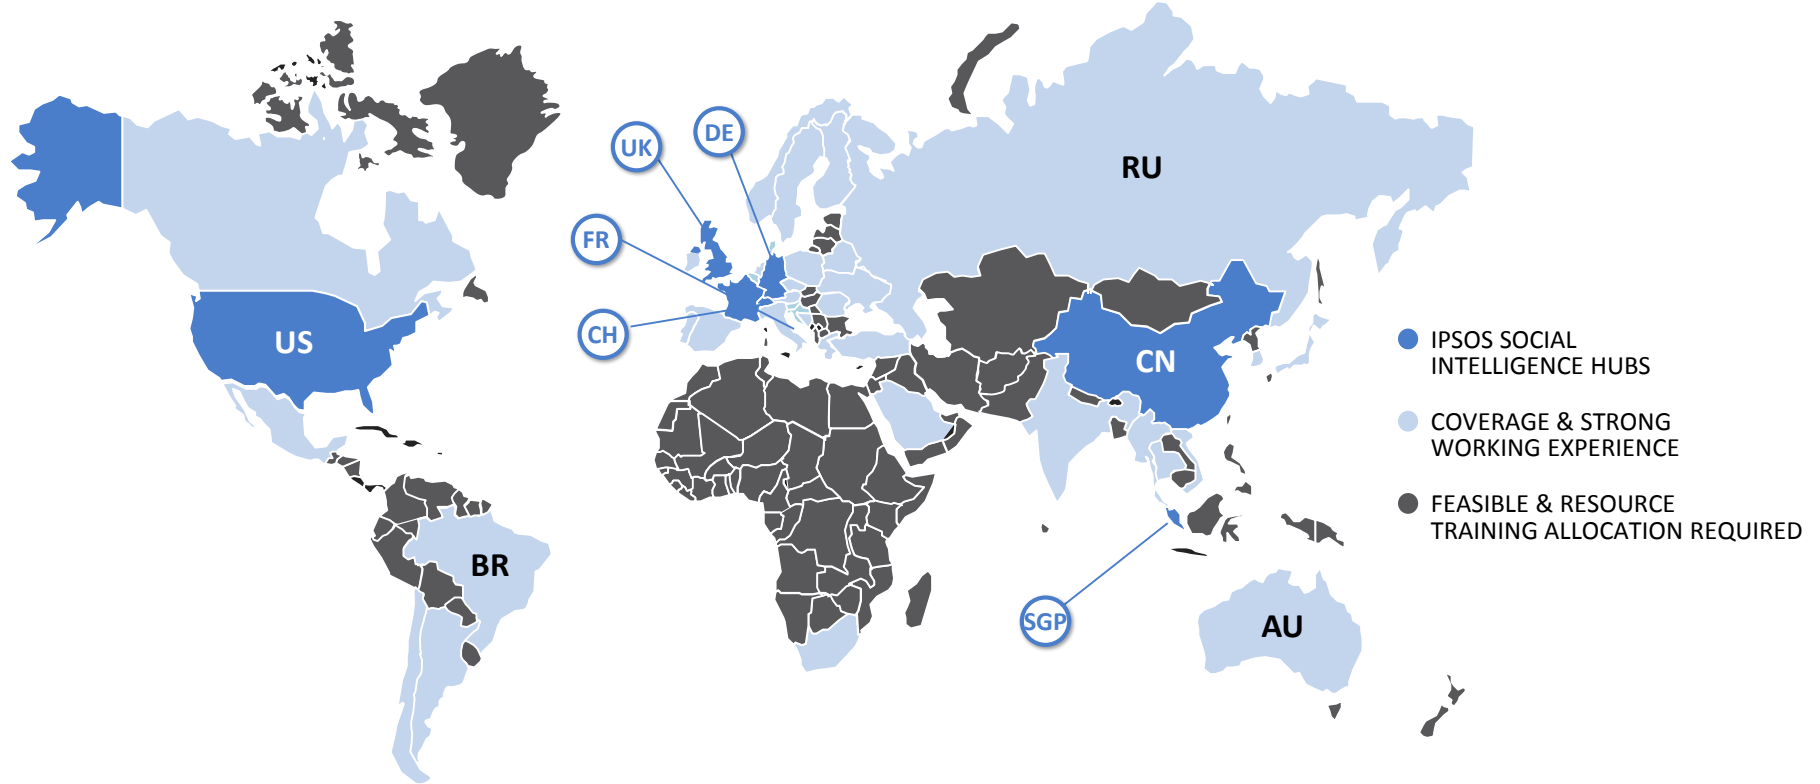 DE
UK
RU
FR
CH
US
CN
IPSOS SOCIAL
INTELLIGENCE HUBS
COVERAGE & STRONG
WORKING EXPERIENCE
FEASIBLE & RESOURCE
TRAINING ALLOCATION REQUIRED
BR
SGP
AU